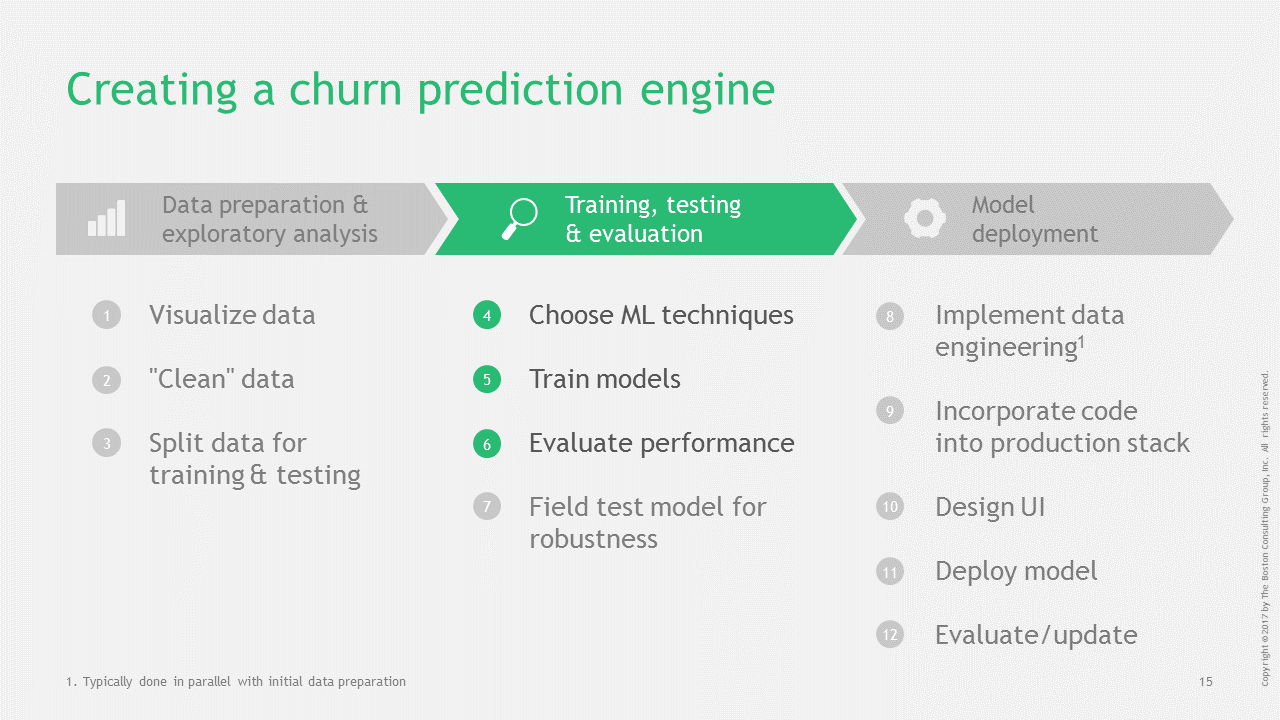 Creating a churn prediction engine
Data preparation &
exploratory analysis
Training, testing
& evaluation
Model
deployment
1 Visualize data
2 "Clean" data
3 Split data for
training & testing
4 Choose ML techniques
5 Train models
6 Evaluate performance
7 Field test model for
robustness
8 Implement data
engineering¹
9 Incorporate code
into production stack
10 Design UI
11 Deploy model
12 Evaluate/update
1. Typically done in parallel with initial data preparation
15
Copyright © 2017 by The Boston Consulting Group, Inc. All rights reserved.